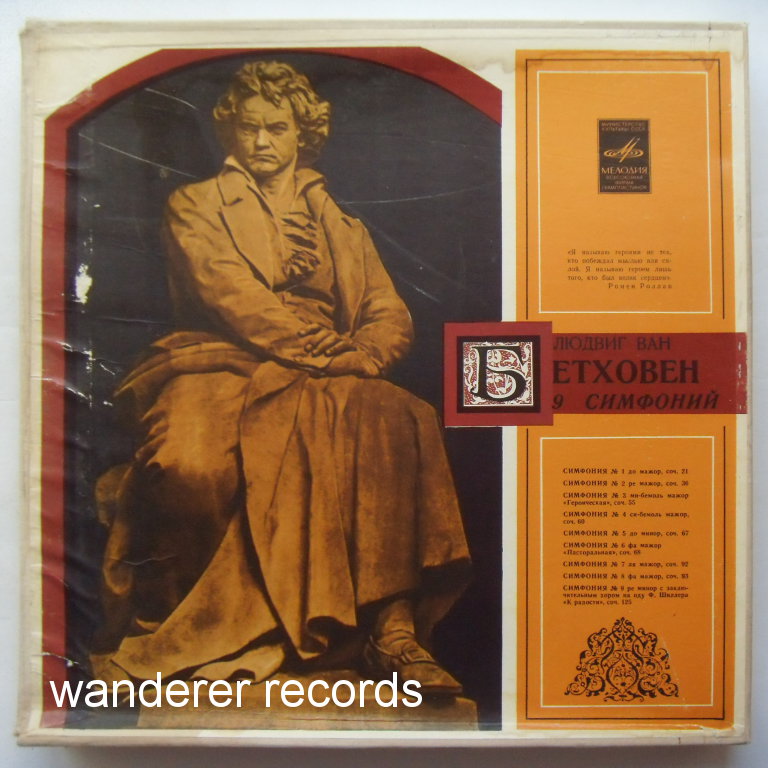 МИНИСТЕРСТВО
КУЛЬТУРЫ СССР
МЕЛОДИЯ
ВСЕСОЮЗНАЯ
ФИРМА
ГРАМПЛАСТИНОК
«Я называю героями не тех,
кто побеждал мыслью или си-
лой. Я называю героем лишь
того, кто был велик сердцем»
Ромен Роллан
ЛЮДВИГ ВАН
БЕТХОВЕН
9 СИМФОНИЙ
СИМФОНИЯ № 1 до мажор, соч. 21
СИМФОНИЯ № 2 ре мажор, соч. 36
СИМФОНИЯ № 3 ми-бемоль мажор
«Героическая», соч. 55
СИМФОНИЯ № 4 си-бемоль мажор,
соч. 60
СИМФОНИЯ № 5 до минор, соч. 67
СИМФОНИЯ № 6 фа мажор
«Пасторальная», соч. 68
СИМФОНИЯ № 7 ля мажор, соч. 92
СИМФОНИЯ № 8 фа мажор, соч. 93
СИМФОНИЯ № 9 ре минор с заклю-
чительным хором на оду Ф. Шиллера
«К радости», соч. 125
wanderer records